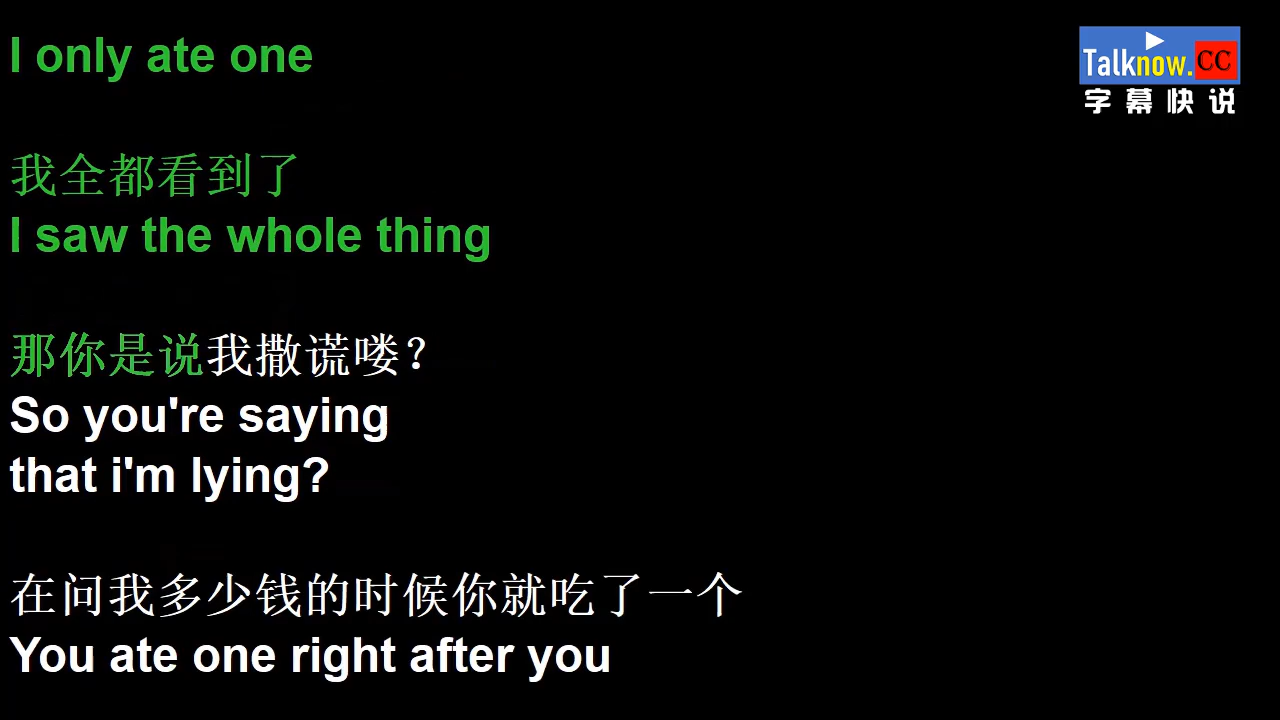 I only ate one
Talknow.CC
字幕快说
我全都看到了
I saw the whole thing
那你是说我撒谎喽？
So you're saying
that i'm lying?
在问我多少钱的时候你就吃了一个
You ate one right after you